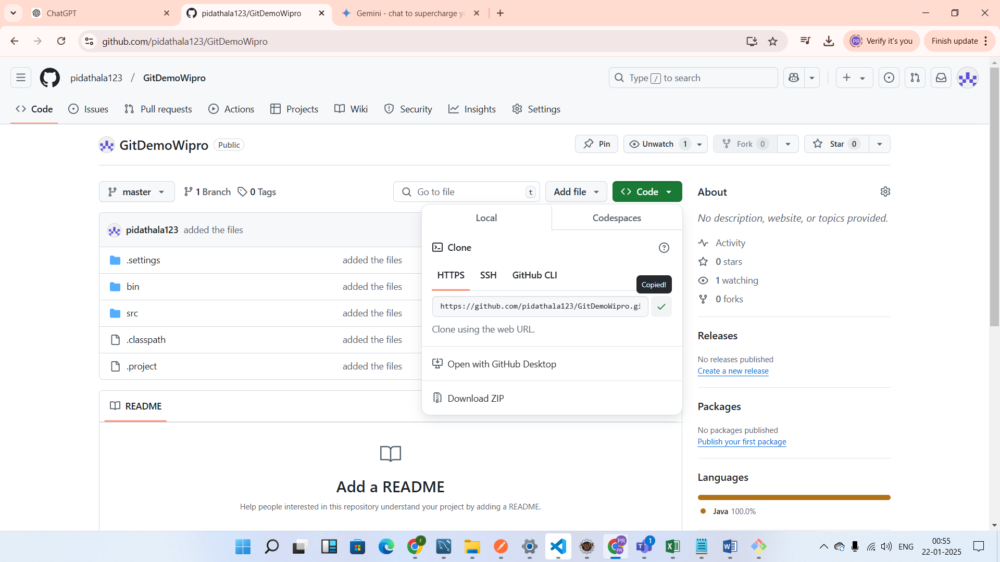 ChatGPT
pidathala123/GitDemoWipro
Gemini - chat to supercharge yo
github.com/pidathala123/GitDemoWipro
PR
Verify it's you
Finish update
pidathala123 / GitDemoWipro
Type / to search
Code
Issues
Pull requests
Actions
Projects
Wiki
Security
Insights
Settings
GitDemoWipro
Public
Pin
Unwatch 1
Fork 0
Star 0
master
1 Branch
0 Tags
Go to file
t
Add file
Code
Local
Codespaces
Clone
HTTPS
SSH
GitHub CLI
Copied!
https://github.com/pidathala123/GitDemoWipro.gi
Clone using the web URL.
Open with GitHub Desktop
Download ZIP
pidathala123 added the files
.settings added the files
bin added the files
src added the files
.classpath added the files
.project added the files
README
Add a README
Help people interested in this repository understand your project by adding a README.
About
No description, website, or topics provided.
Activity
0 stars
1 watching
0 forks
Releases
No releases published
Create a new release
Packages
No packages published
Publish your first package
Languages
Java 100.0%
r
PR
PR
1
ENG
00:55
22-01-2025